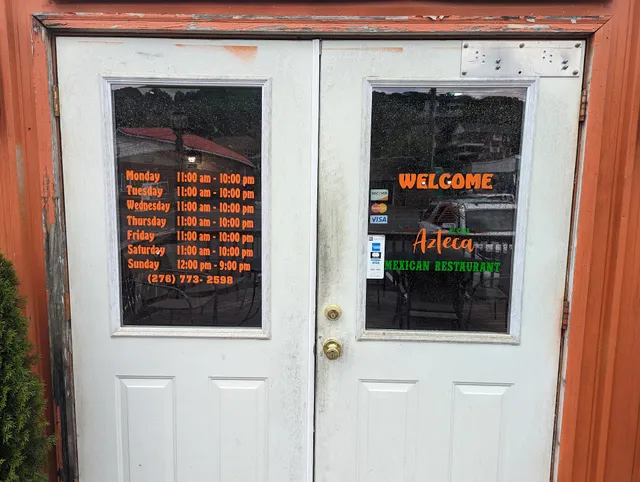 Monday 11:00 am - 10:00 pm
Tuesday 11:00 am - 10:00 pm
Wednesday 11:00 am - 10:00 pm
Thursday 11:00 am - 10:00 pm
Friday 11:00 am - 10:00 pm
Saturday 11:00 am - 10:00 pm
Sunday 12:00 pm - 9:00 pm
(276) 773- 2598
WELCOME
DISCOVER
VISA
Azteca
MEXICAN RESTAURANT